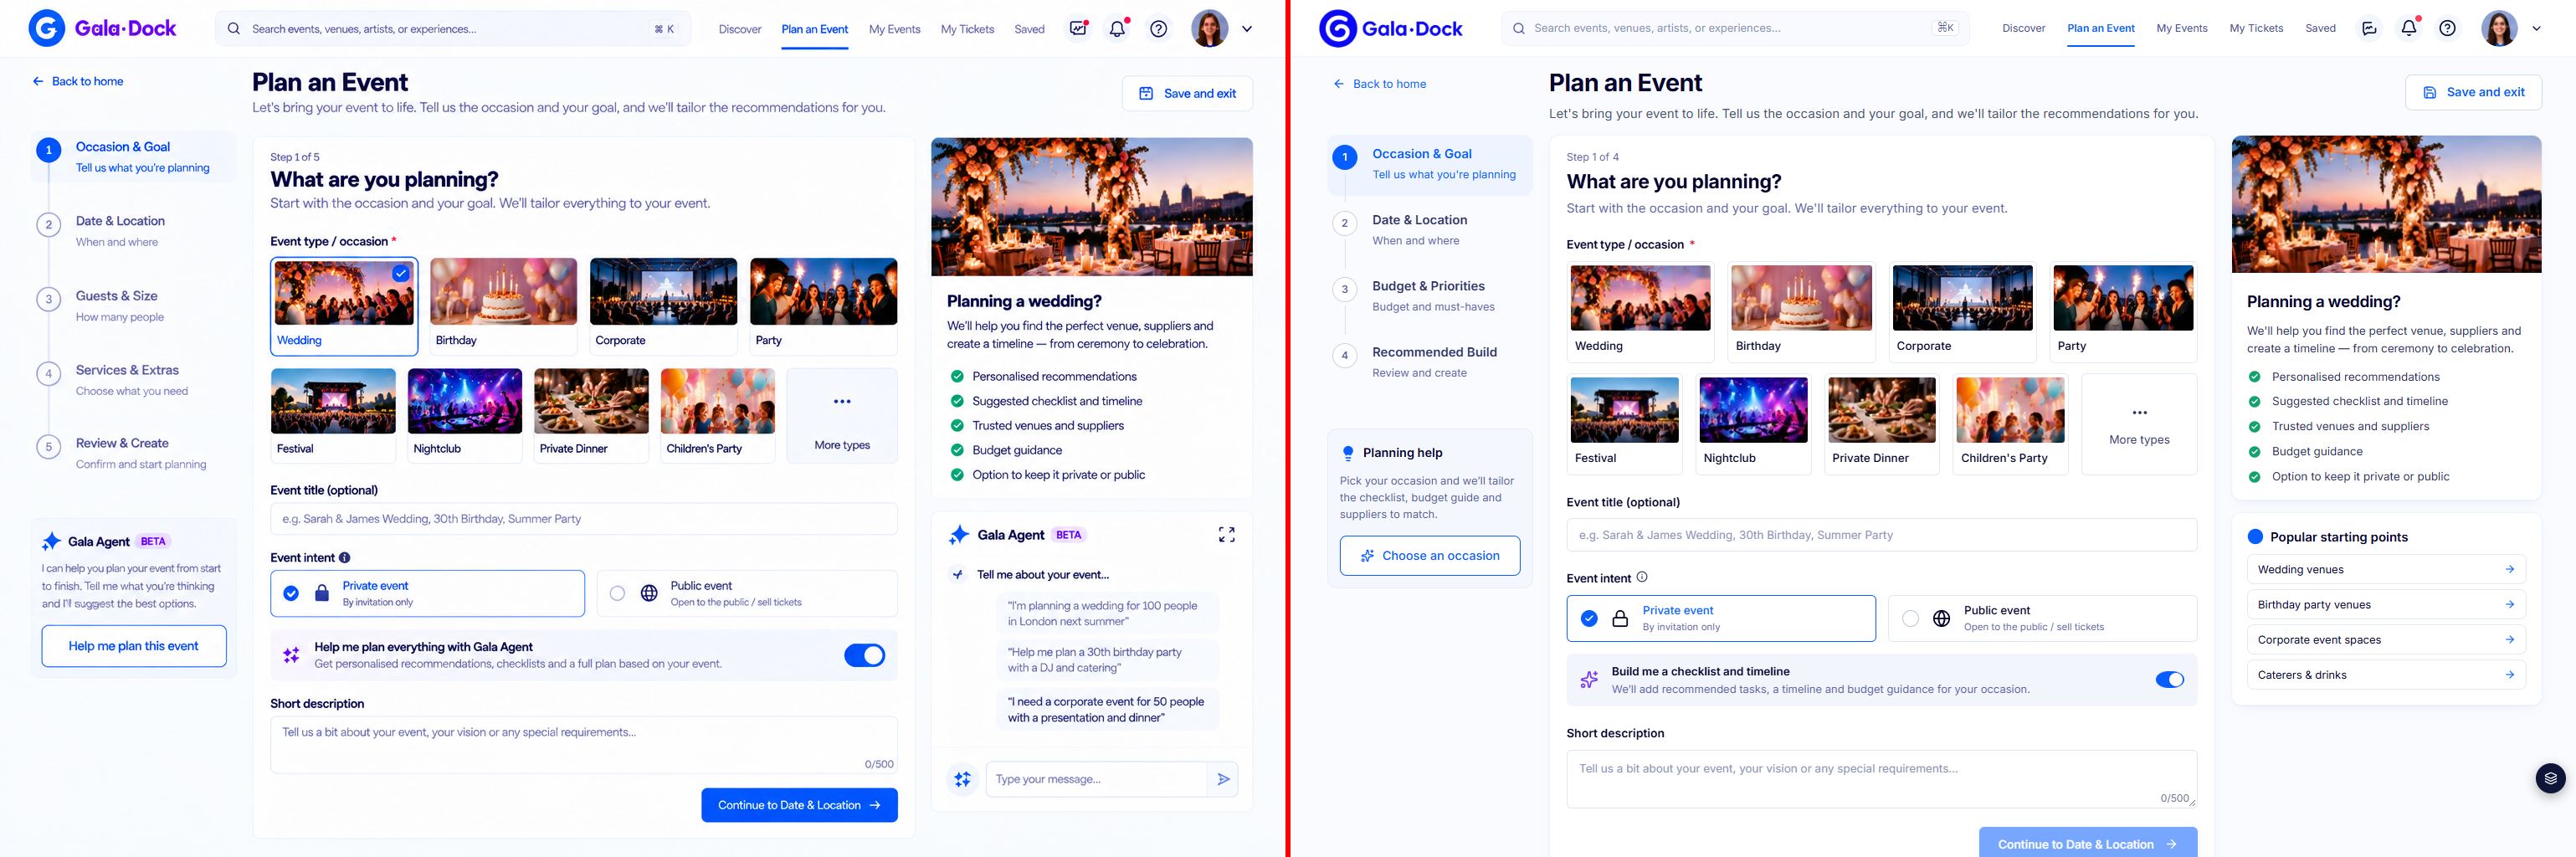 Gala·Dock
Search events, venues, artists, or experiences...
⌘ K
Discover
Plan an Event
My Events
My Tickets
Saved
Back to home
Plan an Event
Let's bring your event to life. Tell us the occasion and your goal, and we'll tailor the recommendations for you.
Save and exit
1
Occasion & Goal
Tell us what you're planning
2
Date & Location
When and where
3
Guests & Size
How many people
4
Services & Extras
Choose what you need
5
Review & Create
Confirm and start planning
Gala Agent BETA
I can help you plan your event from start
to finish. Tell me what you're thinking
and I'll suggest the best options.
Help me plan this event
Step 1 of 5
What are you planning?
Start with the occasion and your goal. We'll tailor everything to your event.
Event type / occasion *
Wedding
Birthday
Corporate
Party
Festival
Nightclub
Private Dinner
Children's Party
More types
Event title (optional)
e.g. Sarah & James Wedding, 30th Birthday, Summer Party
Event intent
Private event
By invitation only
Public event
Open to the public / sell tickets
Help me plan everything with Gala Agent
Get personalised recommendations, checklists and a full plan based on your event.
Short description
Tell us a bit about your event, your vision or any special requirements...
0/500
Continue to Date & Location
Planning a wedding?
We'll help you find the perfect venue, suppliers and
create a timeline — from ceremony to celebration.
Personalised recommendations
Suggested checklist and timeline
Trusted venues and suppliers
Budget guidance
Option to keep it private or public
Gala Agent BETA
Tell me about your event...
"I'm planning a wedding for 100 people
in London next summer"
"Help me plan a 30th birthday party
with a DJ and catering"
"I need a corporate event for 50 people
with a presentation and dinner"
Type your message...
Gala·Dock
Search events, venues, artists, or experiences...
⌘K
Discover
Plan an Event
My Events
My Tickets
Saved
Back to home
Plan an Event
Let's bring your event to life. Tell us the occasion and your goal, and we'll tailor the recommendations for you.
Save and exit
1
Occasion & Goal
Tell us what you're planning
2
Date & Location
When and where
3
Budget & Priorities
Budget and must-haves
4
Recommended Build
Review and create
Planning help
Pick your occasion and we'll tailor
the checklist, budget guide and
suppliers to match.
Choose an occasion
Step 1 of 4
What are you planning?
Start with the occasion and your goal. We'll tailor everything to your event.
Event type / occasion *
Wedding
Birthday
Corporate
Party
Festival
Nightclub
Private Dinner
Children's Party
More types
Event title (optional)
e.g. Sarah & James Wedding, 30th Birthday, Summer Party
Event intent
Private event
By invitation only
Public event
Open to the public / sell tickets
Build me a checklist and timeline
We'll add recommended tasks, a timeline and budget guidance for your occasion.
Short description
Tell us a bit about your event, your vision or any special requirements...
0/500
Continue to Date & Location
Planning a wedding?
We'll help you find the perfect venue, suppliers and
create a timeline — from ceremony to celebration.
Personalised recommendations
Suggested checklist and timeline
Trusted venues and suppliers
Budget guidance
Option to keep it private or public
Popular starting points
Wedding venues
Birthday party venues
Corporate event spaces
Caterers & drinks